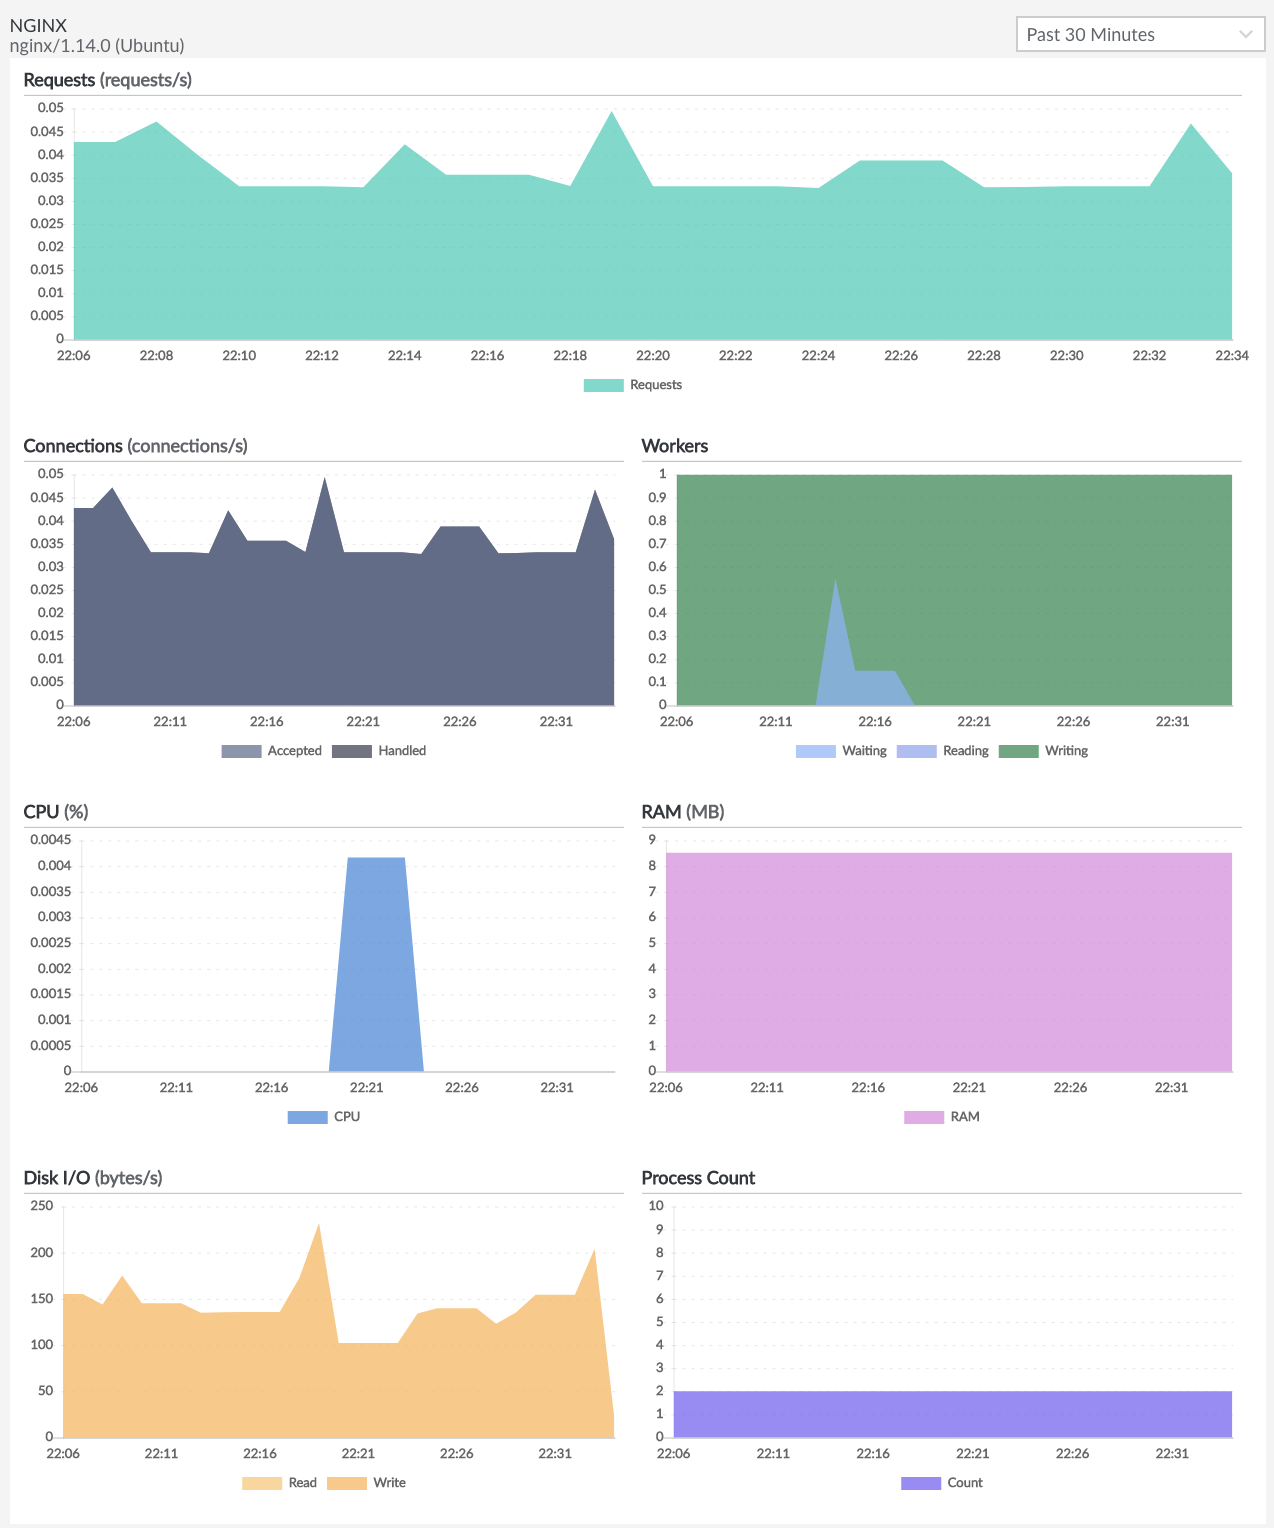 NGINX
nginx/1.14.0 (Ubuntu)
Past 30 Minutes
Requests (requests/s)
0.05
0.045
0.04
0.035
0.03
0.025
0.02
0.015
0.01
0.005
0
22:06 22:08 22:10 22:12 22:14 22:16 22:18 22:20 22:22 22:24 22:26 22:28 22:30 22:32 22:34
Requests
Connections (connections/s)
0.05
0.045
0.04
0.035
0.03
0.025
0.02
0.015
0.01
0.005
0
22:06 22:11 22:16 22:21 22:26 22:31
Accepted Handled
Workers
1
0.9
0.8
0.7
0.6
0.5
0.4
0.3
0.2
0.1
0
22:06 22:11 22:16 22:21 22:26 22:31
Waiting Reading Writing
CPU (%)
0.0045
0.004
0.0035
0.003
0.0025
0.002
0.0015
0.001
0.0005
0
22:06 22:11 22:16 22:21 22:26 22:31
CPU
RAM (MB)
9
8
7
6
5
4
3
2
1
0
22:06 22:11 22:16 22:21 22:26 22:31
RAM
Disk I/O (bytes/s)
250
200
150
100
50
0
22:06 22:11 22:16 22:21 22:26 22:31
Read Write
Process Count
10
9
8
7
6
5
4
3
2
1
0
22:06 22:11 22:16 22:21 22:26 22:31
Count